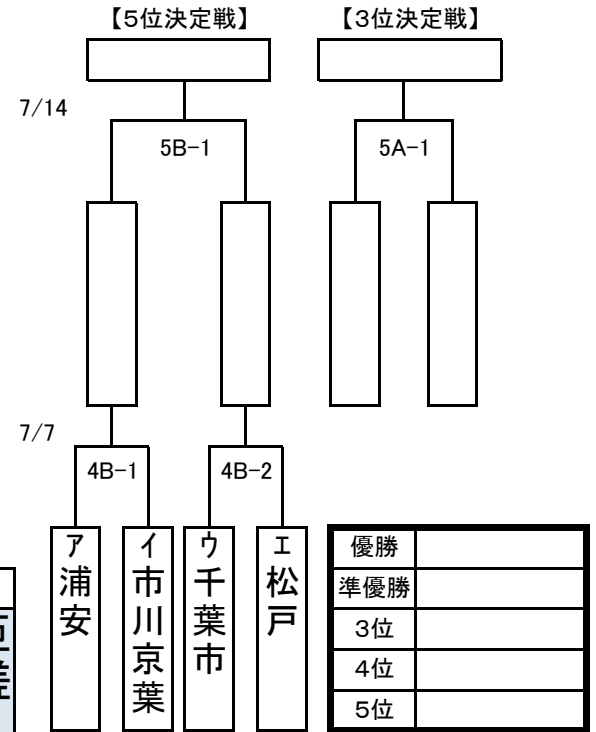 【5位決定戦】
【3位決定戦】
7/14
5B-1
5A-1
7/7
4B-1
4B-2
ア浦安
イ市川京葉
ウ千葉市
エ松戸
優勝
準優勝
3位
4位
5位